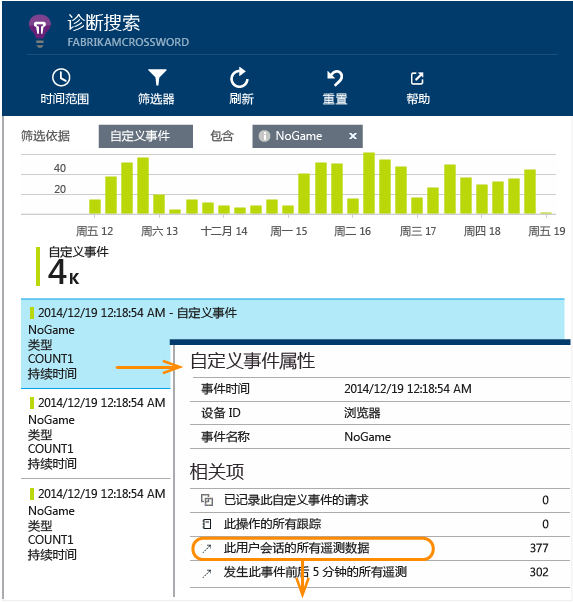 诊断搜索
FABRIKAMCROSSWORD
时间范围 筛选器 刷新 重置 帮助
筛选依据 自定义事件 包含 NoGame ×
40
20
周五 12 周六 13 十二月 14 周一 15 周二 16 周三 17 周四 18 周五 19
自定义事件
4K
2014/12/19 12:18:54 AM - 自定义事件
NoGame
类型
COUNT1
持续时间
2014/12/19 12:18:54 AM
NoGame
类型
COUNT1
持续时间
2014/12/19 12:18:54 AM
NoGame
类型
COUNT1
持续时间
自定义事件属性
事件时间 2014/12/19 12:18:54 AM
设备 ID 浏览器
事件名称 NoGame
相关项
已记录此自定义事件的请求 0
此操作的所有跟踪 0
此用户会话的所有遥测数据 377
发生此事件前后 5 分钟的所有遥测 302